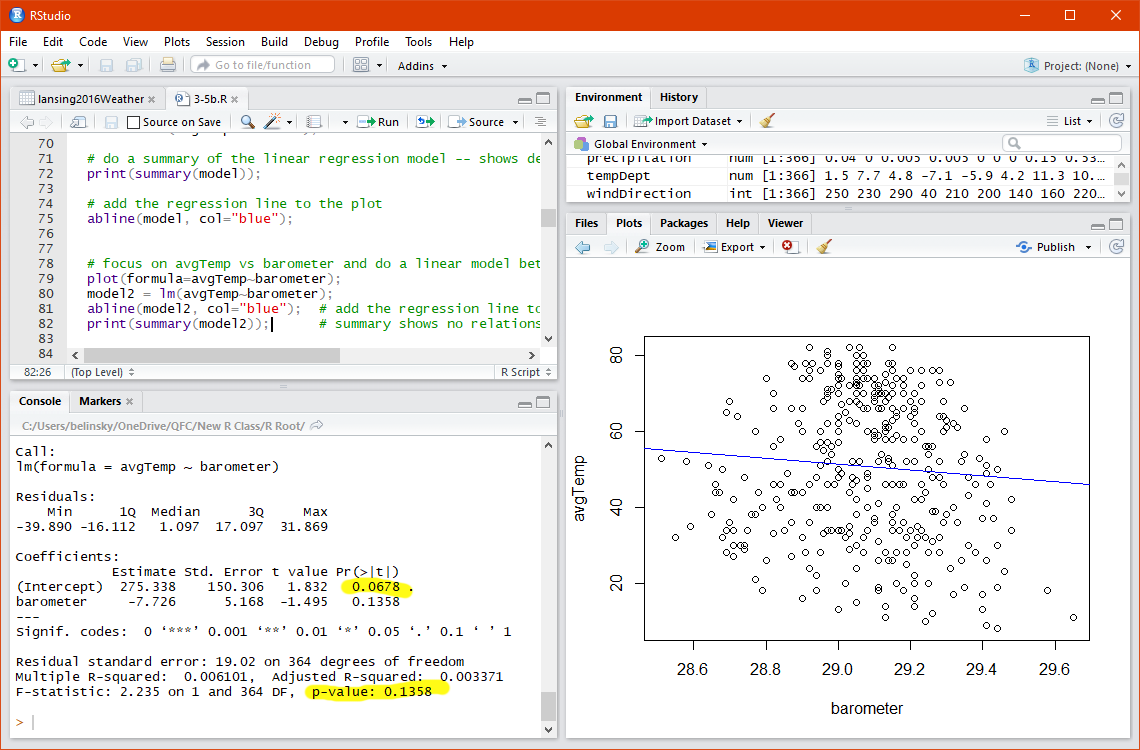 RStudio
File Edit Code View Plots Session Build Debug Profile Tools Help
Go to file/function Addins Project: (None)
lansing2016Weather 3-5b.R
Source on Save Run Source
70
71 # do a summary of the linear regression model -- shows de
72 print(summary(model));
73
74 # add the regression line to the plot
75 abline(model, col="blue");
76
77
78 # focus on avgTemp vs barometer and do a linear model bet
79 plot(formula=avgTemp~barometer);
80 model2 = lm(avgTemp~barometer);
81 abline(model2, col="blue"); # add the regression line to
82 print(summary(model2)); # summary shows no relations
83
84
82:26 (Top Level) R Script
Console Markers
C:/Users/belinsky/OneDrive/QFC/New R Class/R Root/
Call:
lm(formula = avgTemp ~ barometer)
Residuals:
Min 1Q Median 3Q Max
-39.890 -16.112 1.097 17.097 31.869
Coefficients:
Estimate Std. Error t value Pr(>|t|)
(Intercept) 275.338 150.306 1.832 0.0678 .
barometer -7.726 5.168 -1.495 0.1358
---
Signif. codes: 0 ‘***’ 0.001 ‘**’ 0.01 ‘*’ 0.05 ‘.’ 0.1 ‘ ’ 1
Residual standard error: 19.02 on 364 degrees of freedom
Multiple R-squared: 0.006101, Adjusted R-squared: 0.003371
F-statistic: 2.235 on 1 and 364 DF, p-value: 0.1358
>
Environment History
Import Dataset List
Global Environment
precipitation num [1:366] 0.04 0 0.005 0.005 0 0 0 0.15 0.53…
tempDept num [1:366] 1.5 7.7 4.8 -7.1 -5.9 4.2 11.3 10.…
windDirection int [1:366] 250 230 290 40 210 200 140 160 220…
Files Plots Packages Help Viewer
Zoom Export Publish
80
60
40
20
avgTemp
28.6 28.8 29.0 29.2 29.4 29.6
barometer